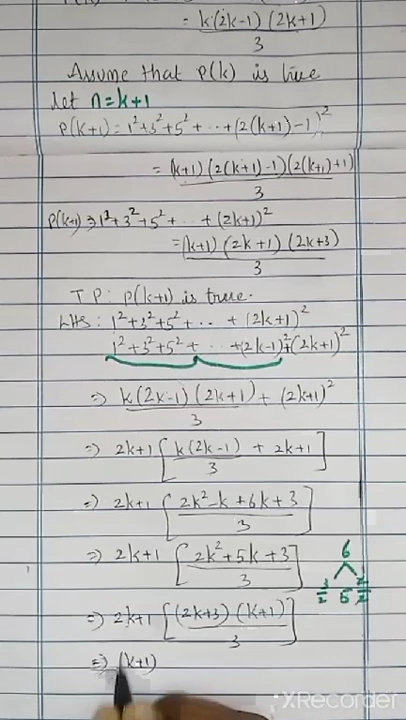 = k(2k-1)(2k+1)/3
Assume that P(k) is true
let n=k+1
P(k+1)=1²+3²+5²+...+(2(k+1)-1)²
= (k+1)(2(k+1)-1)(2(k+1)+1)/3
P(k+1)⇒1²+3²+5²+...+(2k+1)²
=(k+1)(2k+1)(2k+3)/3
T P: P(k+1) is true.
LHS: 1²+3²+5²+...+(2k+1)²
1²+3²+5²+...+(2k-1)²+(2k+1)²
⇒ k(2k-1)(2k+1)/3 + (2k+1)²
⇒ 2k+1[k(2k-1)/3 + 2k+1]
⇒ 2k+1[2k²-k+6k+3/3]
⇒ 2k+1[2k²+5k+3/3]
6
5
⇒ 2k+1[(2k+3)(k+1)/3]
⇒ (k+1)
XRecorder